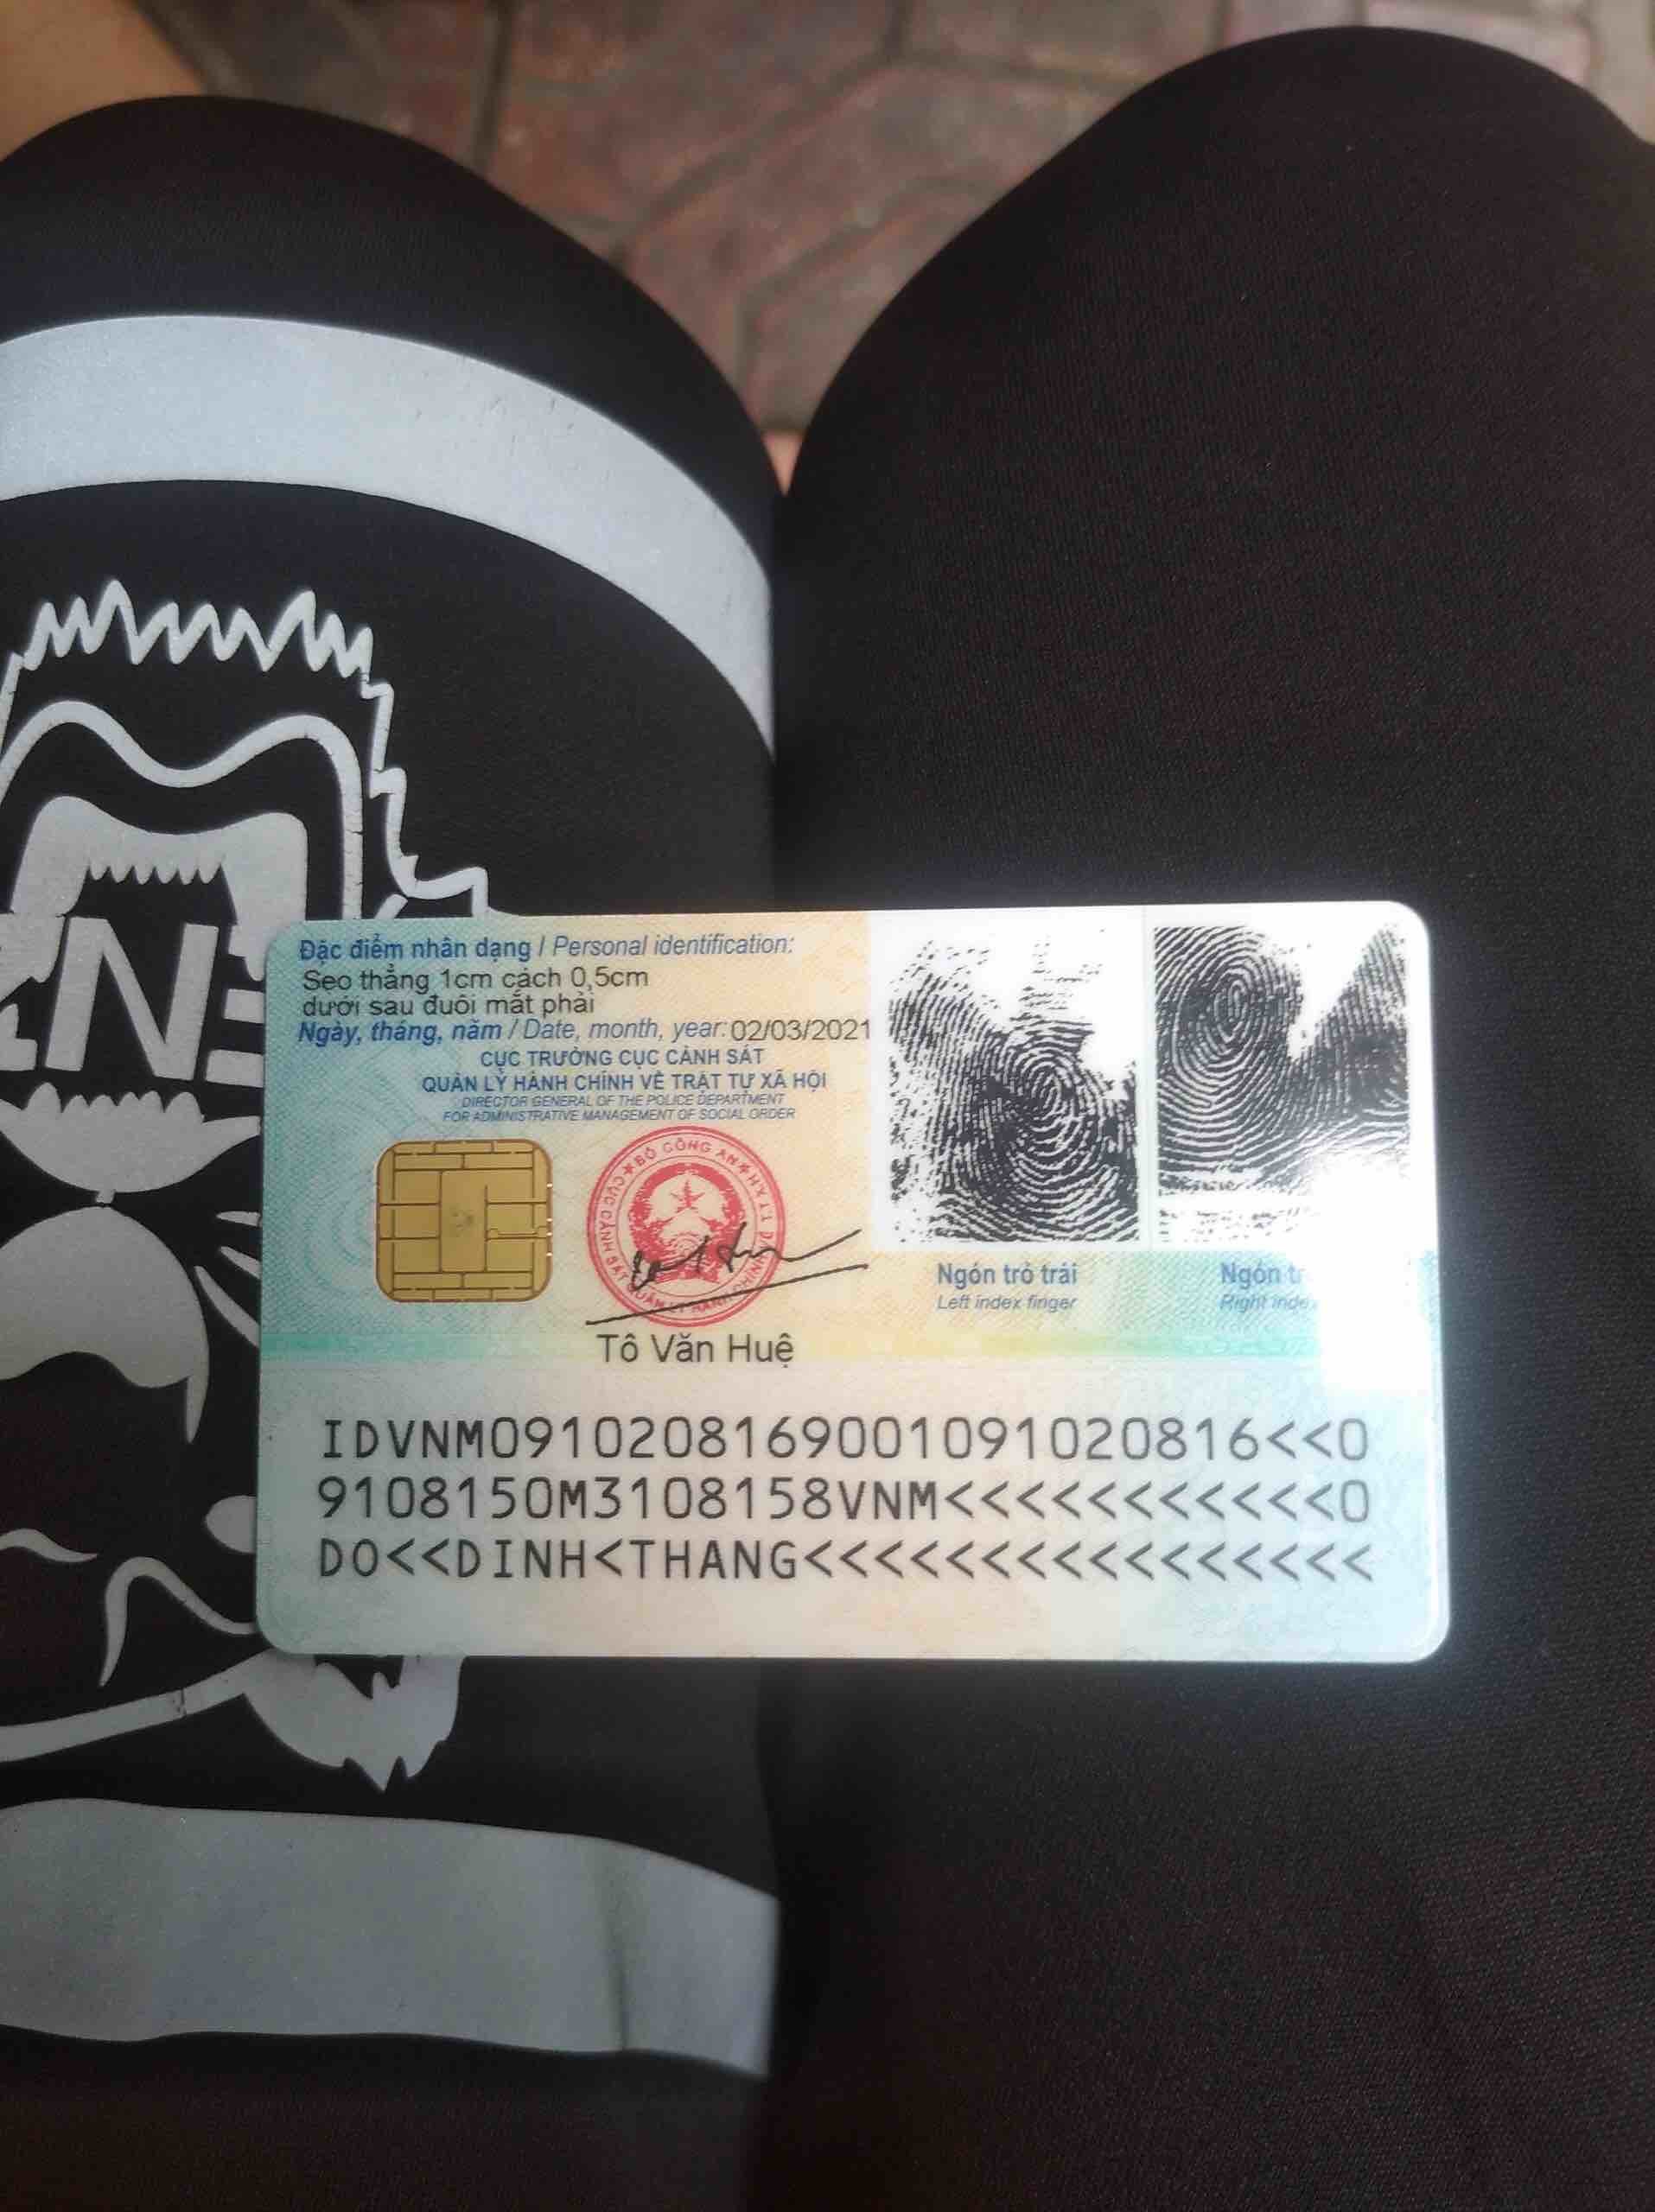 Đặc điểm nhân dạng / Personal identification:
Sẹo thẳng 1cm cách 0,5cm
dưới sau đuôi mắt phải
Ngày, tháng, năm / Date, month, year: 02/03/2021
CỤC TRƯỞNG CỤC CẢNH SÁT
QUẢN LÝ HÀNH CHÍNH VỀ TRẬT TỰ XÃ HỘI
DIRECTOR GENERAL OF THE POLICE DEPARTMENT
FOR ADMINISTRATIVE MANAGEMENT OF SOCIAL ORDER
BỘ CÔNG AN
Tô Văn Huệ
Ngón trỏ trái
Left index finger
Ngón
Right
IDVNM0910208169001091020816<<0
9108150M3108158VNM<<<<<<<<<<<0
DO<<DINH<THANG<<<<<<<<<<<<<<<<